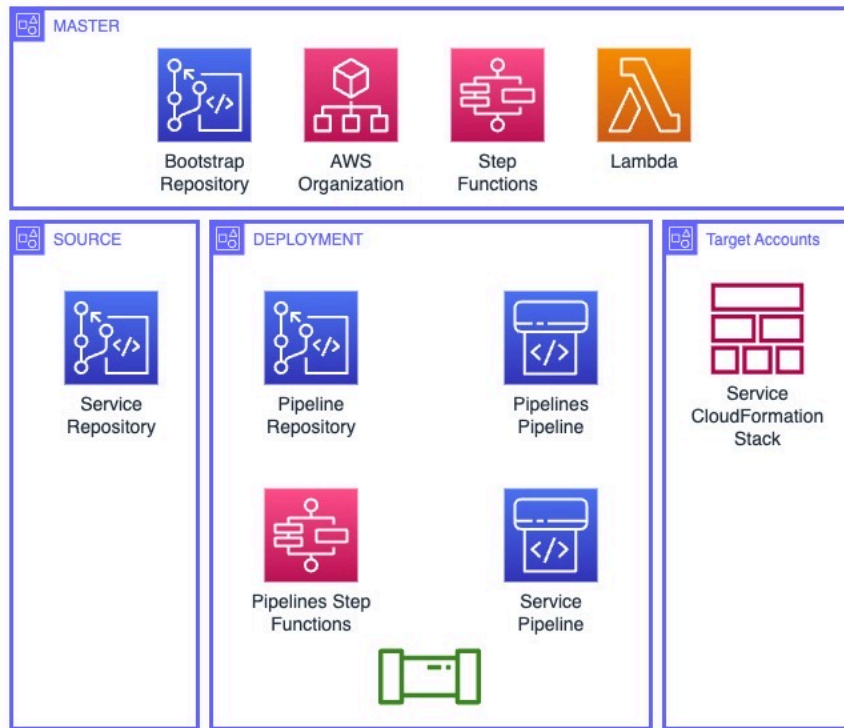 MASTER
Bootstrap
Repository
AWS
Organization
Step
Functions
Lambda
SOURCE
Service
Repository
DEPLOYMENT
Pipeline
Repository
Pipelines
Pipeline
Pipelines Step
Functions
Service
Pipeline
Target Accounts
Service
CloudFormation
Stack